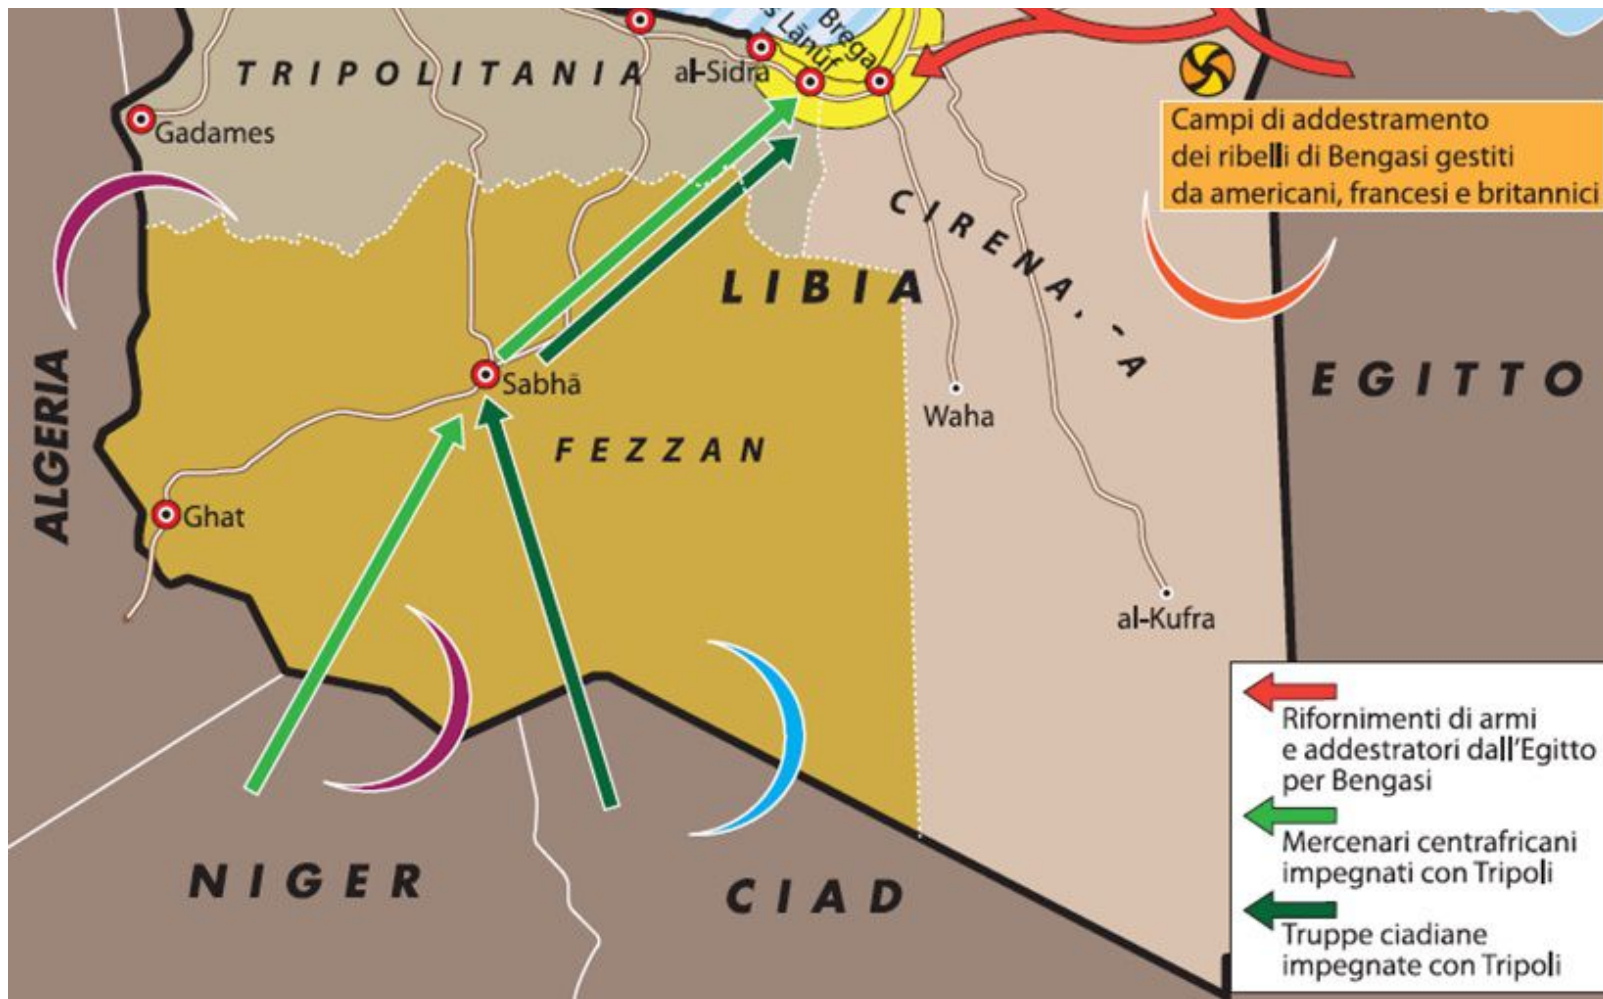 Brega
Lānūf
TRIPOLITANIA
al-Sidra
Gadames
Campi di addestramento
dei ribelli di Bengasi gestiti
da americani, francesi e britannici
LIBIA
ALGERIA
EGITTO
Sabhā
Waha
FEZZAN
Ghat
al-Kufra
Rifornimenti di armi
e addestratori dall'Egitto
per Bengasi
NIGER
CIAD
Mercenari centrafricani
impegnati con Tripoli
Truppe ciadiane
impegnate con Tripoli